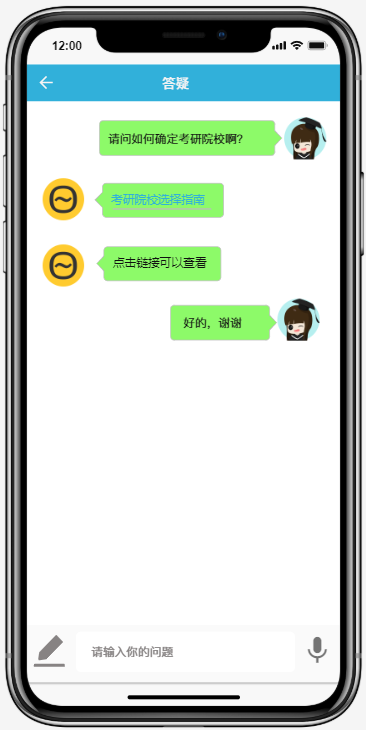 12:00
答疑
请问如何确定考研院校啊？
考研院校选择指南
点击链接可以查看
好的，谢谢
请输入你的问题